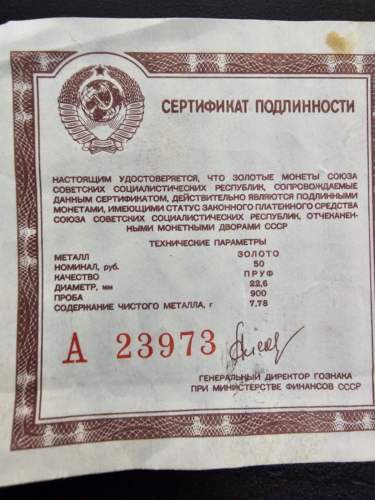 СЕРТИФИКАТ ПОДЛИННОСТИ
НАСТОЯЩИМ УДОСТОВЕРЯЕТСЯ, ЧТО ЗОЛОТЫЕ МОНЕТЫ СОЮЗА
СОВЕТСКИХ СОЦИАЛИСТИЧЕСКИХ РЕСПУБЛИК, СОПРОВОЖДАЕМЫЕ
ДАННЫМ СЕРТИФИКАТОМ, ДЕЙСТВИТЕЛЬНО ЯВЛЯЮТСЯ ПОДЛИННЫМИ
МОНЕТАМИ, ИМЕЮЩИМИ СТАТУС ЗАКОННОГО ПЛАТЕЖНОГО СРЕДСТВА
СОЮЗА СОВЕТСКИХ СОЦИАЛИСТИЧЕСКИХ РЕСПУБЛИК, ОТЧЕКАНЕН-
НЫМИ МОНЕТНЫМИ ДВОРАМИ СССР
ТЕХНИЧЕСКИЕ ПАРАМЕТРЫ
МЕТАЛЛ ЗОЛОТО
НОМИНАЛ, руб. 50
КАЧЕСТВО ПРУФ
ДИАМЕТР, мм 22,6
ПРОБА 900
СОДЕРЖАНИЕ ЧИСТОГО МЕТАЛЛА, г 7,78
А 23973
ГЕНЕРАЛЬНЫЙ ДИРЕКТОР ГОЗНАКА
ПРИ МИНИСТЕРСТВЕ ФИНАНСОВ СССР